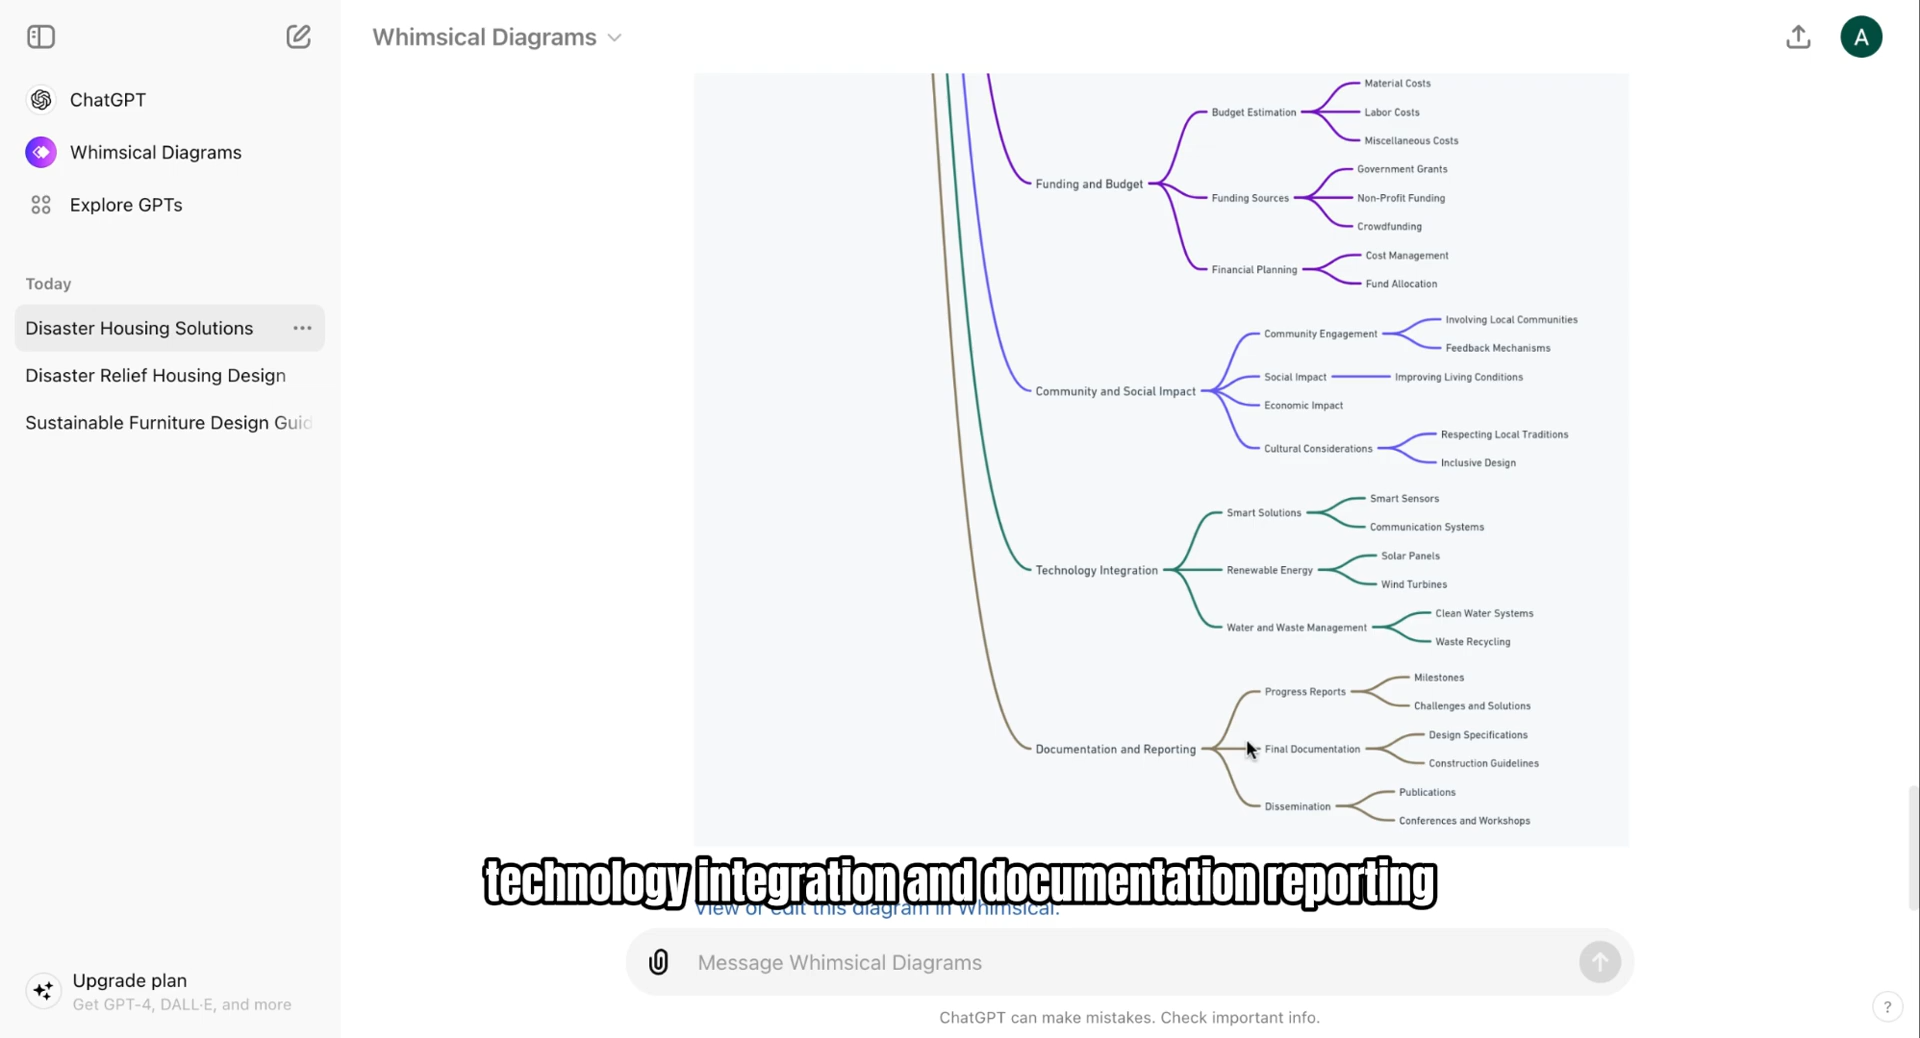 Whimsical Diagrams
A
ChatGPT
Whimsical Diagrams
Explore GPTs
Today
Disaster Housing Solutions
Disaster Relief Housing Design
Sustainable Furniture Design Guid
Upgrade plan
Get GPT-4, DALL·E, and more
Funding and Budget
Budget Estimation
Material Costs
Labor Costs
Miscellaneous Costs
Funding Sources
Government Grants
Non-Profit Funding
Crowdfunding
Financial Planning
Cost Management
Fund Allocation
Community and Social Impact
Community Engagement
Involving Local Communities
Feedback Mechanisms
Social Impact
Improving Living Conditions
Economic Impact
Cultural Considerations
Respecting Local Traditions
Inclusive Design
Technology Integration
Smart Solutions
Smart Sensors
Communication Systems
Renewable Energy
Solar Panels
Wind Turbines
Water and Waste Management
Clean Water Systems
Waste Recycling
Documentation and Reporting
Progress Reports
Milestones
Challenges and Solutions
Final Documentation
Design Specifications
Construction Guidelines
Dissemination
Publications
Conferences and Workshops
technology integration and documentation reporting
View or edit this diagram in Whimsical.
Message Whimsical Diagrams
ChatGPT can make mistakes. Check important info.
?